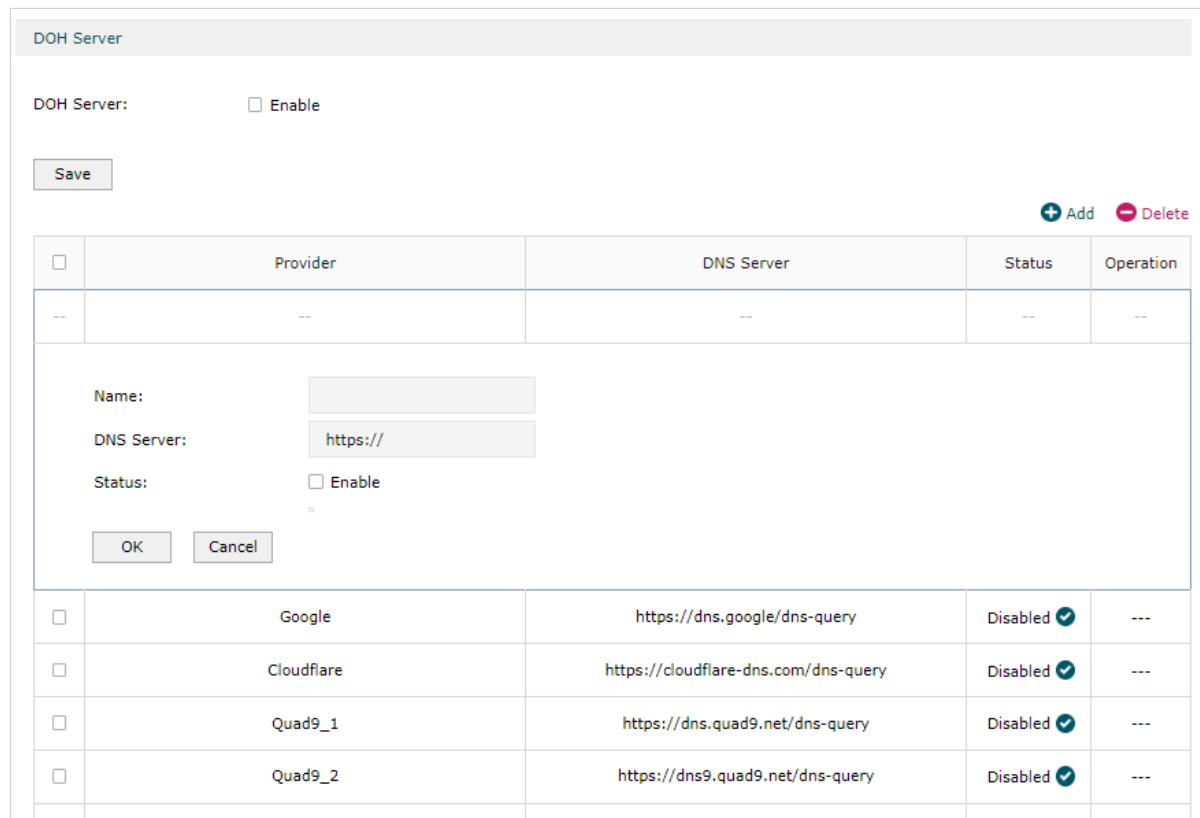 DOH Server
DOH Server: Enable
Save
Add Delete
Provider DNS Server Status Operation
-- -- -- -- --
Name:
DNS Server: https://
Status: Enable
OK Cancel
Google https://dns.google/dns-query Disabled ---
Cloudflare https://cloudflare-dns.com/dns-query Disabled ---
Quad9_1 https://dns.quad9.net/dns-query Disabled ---
Quad9_2 https://dns9.quad9.net/dns-query Disabled ---